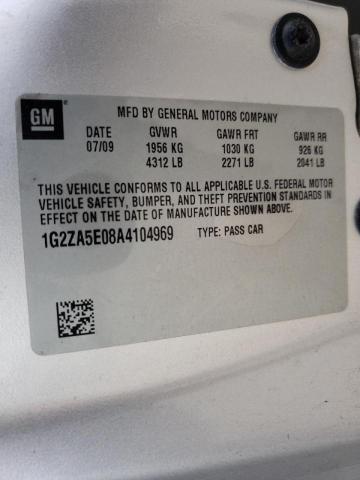 GM
MFD BY GENERAL MOTORS COMPANY
DATE GVWR GAWR FRT GAWR RR
07/09 1956 KG 1030 KG 926 KG
4312 LB 2271 LB 2041 LB
THIS VEHICLE CONFORMS TO ALL APPLICABLE U.S. FEDERAL MOTOR
VEHICLE SAFETY, BUMPER, AND THEFT PREVENTION STANDARDS IN
EFFECT ON THE DATE OF MANUFACTURE SHOWN ABOVE.
1G2ZA5E08A4104969 TYPE: PASS CAR